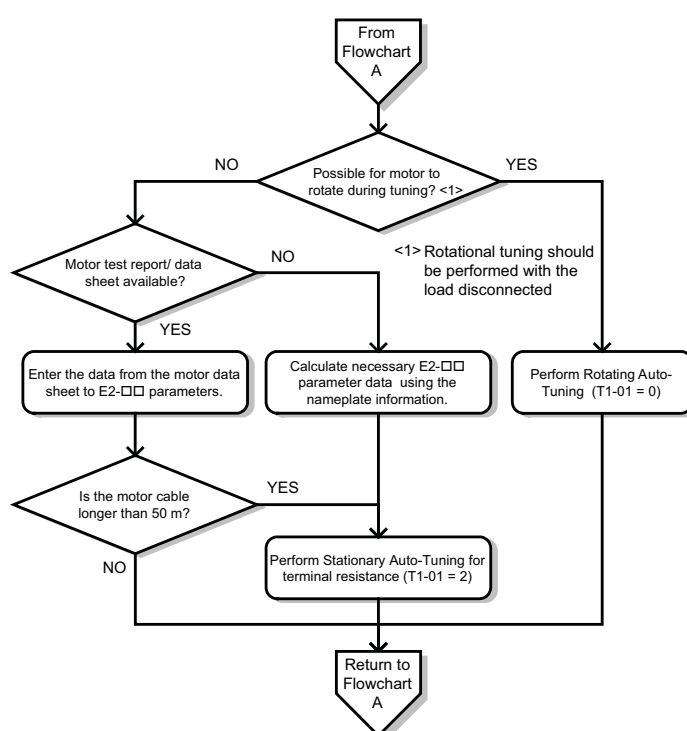 From
Flowchart
A
NO
YES
Possible for motor to
rotate during tuning? <1>
<1> Rotational tuning should
be performed with the
load disconnected
Motor test report/ data
sheet available?
NO
YES
Enter the data from the motor data
sheet to E2-□□ parameters.
Calculate necessary E2-□□
parameter data using the
nameplate information.
Perform Rotating Auto-
Tuning (T1-01 = 0)
Is the motor cable
longer than 50 m?
YES
NO
Perform Stationary Auto-Tuning for
terminal resistance (T1-01 = 2)
Return to
Flowchart
A